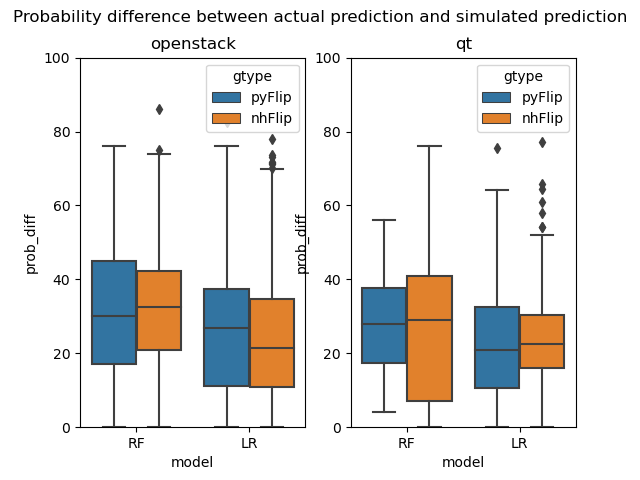 Probability difference between actual prediction and simulated prediction
openstack
gtype
pyFlip
nhFlip
100
80
60
40
20
0
prob_diff
RF
LR
model
qt
gtype
pyFlip
nhFlip
100
80
60
40
20
0
prob_diff
RF
LR
model